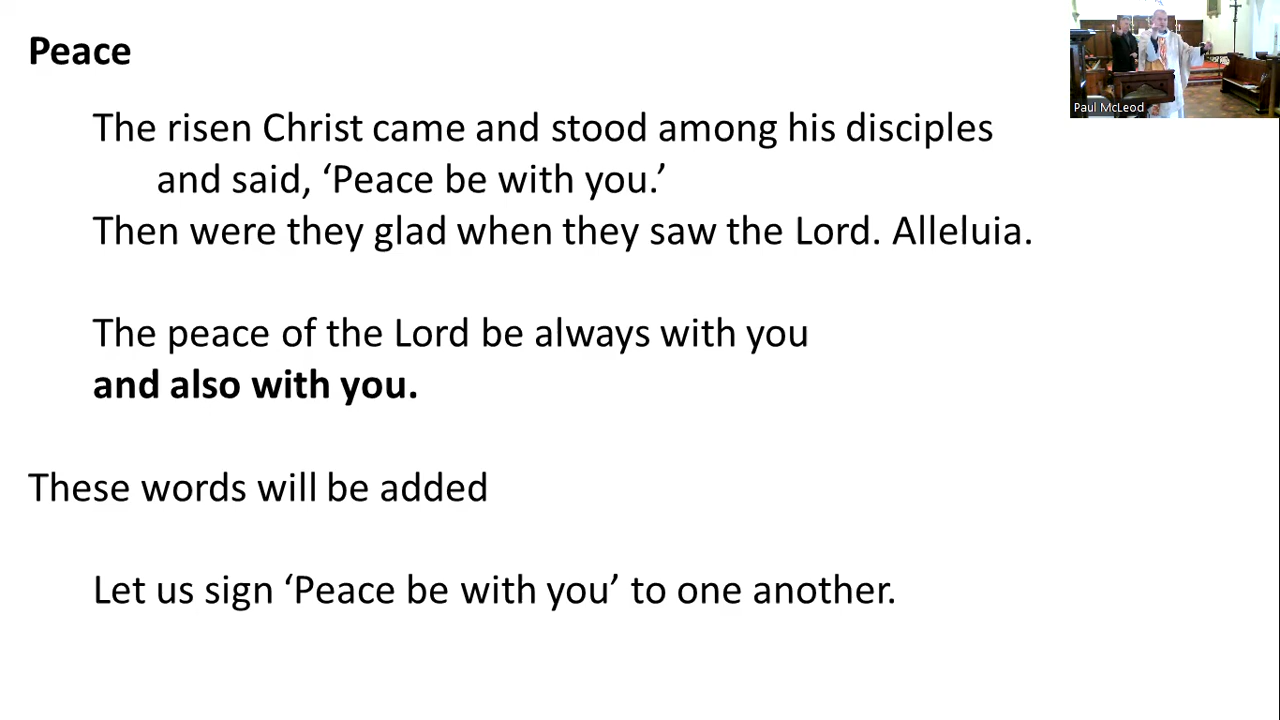 Peace
Paul McLeod
The risen Christ came and stood among his disciples
and said, ‘Peace be with you.’
Then were they glad when they saw the Lord. Alleluia.
The peace of the Lord be always with you
and also with you.
These words will be added
Let us sign ‘Peace be with you’ to one another.